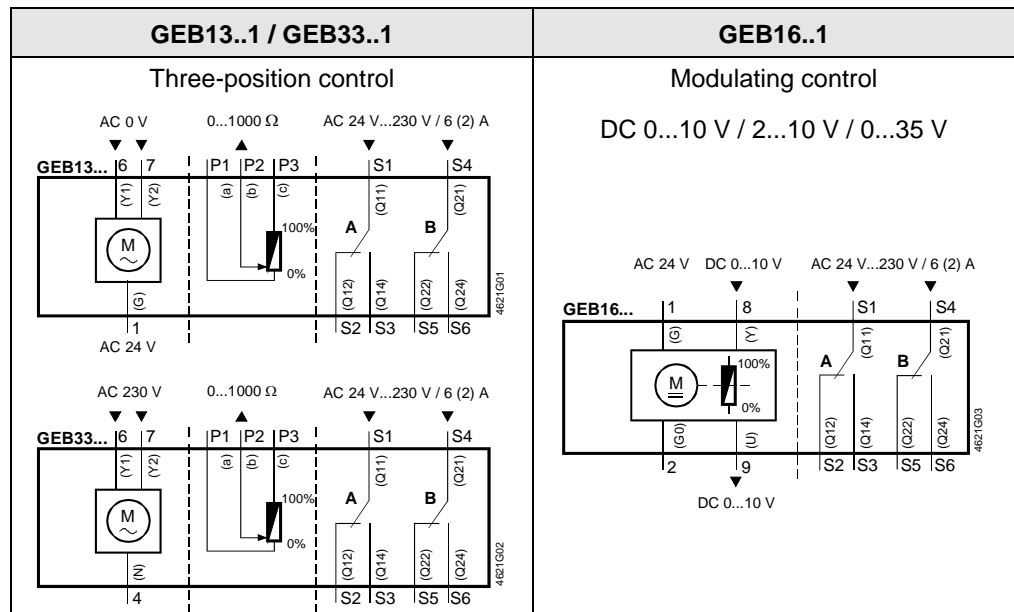 GEB13..1 / GEB33..1
Three-position control
AC 0 V 0...1000 Ω AC 24 V...230 V / 6 (2) A
GEB13... 6 7 P1 P2 P3 S1 S4
(Y1) (Y2) (a) (b) (c) (Q11) (Q21)
A B
M
~
100%
0%
(G) (Q12) (Q14) (Q22) (Q24)
4621G01
1 S2 S3 S5 S6
AC 24 V
AC 230 V 0...1000 Ω AC 24 V...230 V / 6 (2) A
GEB33... 6 7 P1 P2 P3 S1 S4
(Y1) (Y2) (a) (b) (c) (Q11) (Q21)
A B
M
~
100%
0%
(N) (Q12) (Q14) (Q22) (Q24)
4621G02
4 S2 S3 S5 S6
GEB16..1
Modulating control
DC 0...10 V / 2...10 V / 0...35 V
AC 24 V DC 0...10 V AC 24 V...230 V / 6 (2) A
GEB16... 1 8 S1 S4
(G) (Y) (Q11) (Q21)
A B
M
100%
0%
(G0) (U) (Q12) (Q14) (Q22) (Q24)
4621G03
2 9 S2 S3 S5 S6
DC 0...10 V